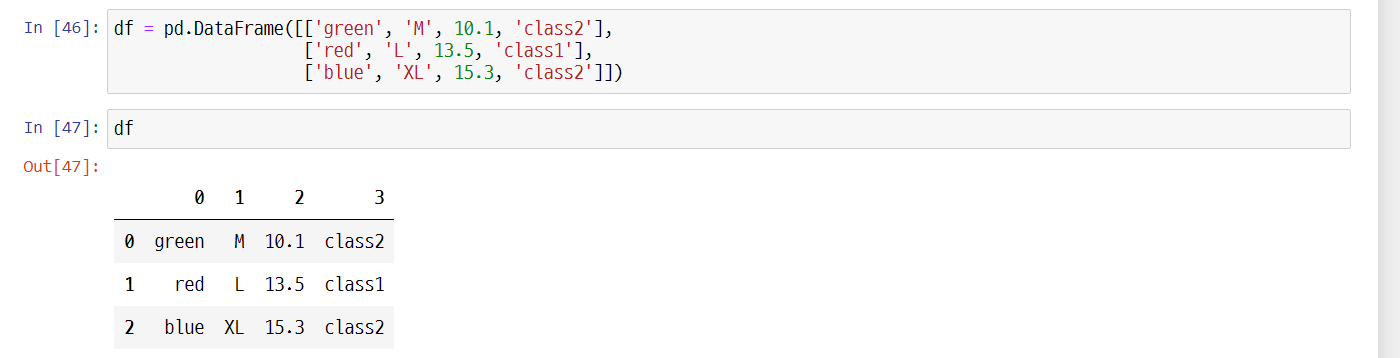 In [46]: df = pd.DataFrame([['green', 'M', 10.1, 'class2'],
['red', 'L', 13.5, 'class1'],
['blue', 'XL', 15.3, 'class2']])
In [47]: df
Out[47]:
0 1 2 3
0 green M 10.1 class2
1 red L 13.5 class1
2 blue XL 15.3 class2